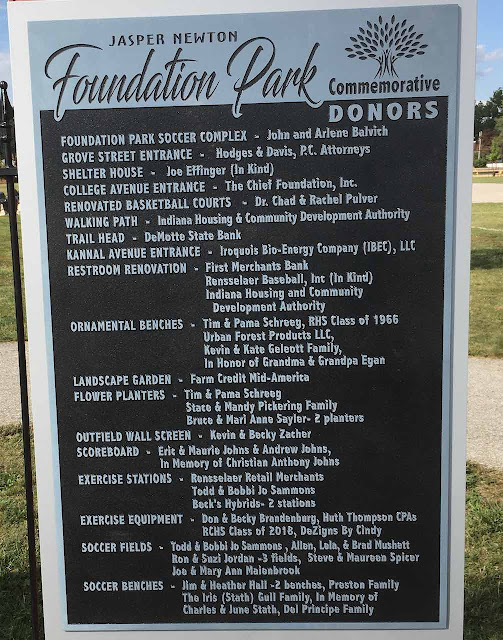 JASPER NEWTON
Foundation Park
Commemorative
DONORS
FOUNDATION PARK SOCCER COMPLEX - John and Arlene Balvich
GROVE STREET ENTRANCE - Hodges & Davis, P.C. Attorneys
SHELTER HOUSE - Joe Effinger (In Kind)
COLLEGE AVENUE ENTRANCE - The Chief Foundation, Inc.
RENOVATED BASKETBALL COURTS - Dr. Chad & Rachel Pulver
WALKING PATH - Indiana Housing & Community Development Authority
TRAIL HEAD - DeMotte State Bank
KANNAL AVENUE ENTRANCE - Iroquois Bio-Energy Company (IBEC), LLC
RESTROOM RENOVATION - First Merchants Bank
Rensselaer Baseball, Inc (In Kind)
Indiana Housing and Community
Development Authority
ORNAMENTAL BENCHES - Tim & Pama Schreeg, RHS Class of 1966
Urban Forest Products LLC,
Kevin & Kate Geleott Family,
In Honor of Grandma & Grandpa Egan
LANDSCAPE GARDEN - Farm Credit Mid-America
FLOWER PLANTERS - Tim & Pama Schreeg
Stace & Mandy Pickering Family
Bruce & Mari Anne Sayler- 2 planters
OUTFIELD WALL SCREEN - Kevin & Becky Zacher
SCOREBOARD - Eric & Maurie Johns & Andrew Johns,
In Memory of Christian Anthony Johns
EXERCISE STATIONS - Rensselaer Retail Merchants
Todd & Bobbi Jo Sammons
Beck's Hybrids- 2 stations
EXERCISE EQUIPMENT - Don & Becky Brandenburg, Huth Thompson CPAs
RCHS Class of 2018, DeZigns By Cindy
SOCCER FIELDS - Todd & Bobbi Jo Sammons , Allen, Lela, & Brad Mushett
Ron & Suzi Jordan -3 fields, Steve & Maureen Spicer
Joe & Mary Ann Maienbrook
SOCCER BENCHES - Jim & Heather Hall -2 benches, Preston Family
The Iris (Stath) Gull Family, In Memory of
Charles & June Stath, Del Principe Family